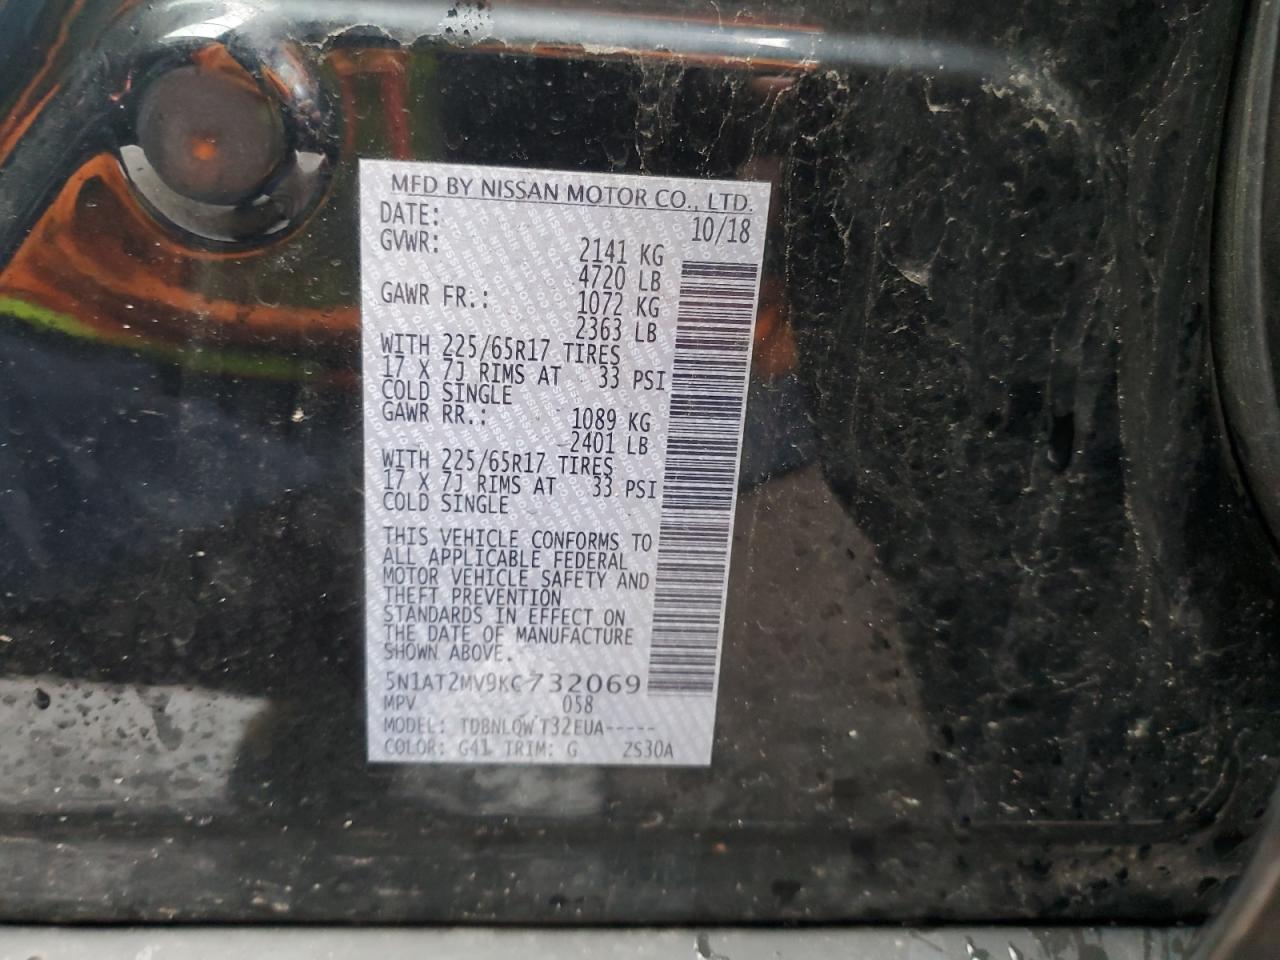 MFD BY NISSAN MOTOR CO., LTD.
DATE: 10/18
GVWR: 2141 KG
4720 LB
GAWR FR.: 1072 KG
2363 LB
WITH 225/65R17 TIRES
17 X 7J RIMS AT 33 PSI
COLD SINGLE
GAWR RR.: 1089 KG
2401 LB
WITH 225/65R17 TIRES
17 X 7J RIMS AT 33 PSI
COLD SINGLE
THIS VEHICLE CONFORMS TO
ALL APPLICABLE FEDERAL
MOTOR VEHICLE SAFETY AND
THEFT PREVENTION
STANDARDS IN EFFECT ON
THE DATE OF MANUFACTURE
SHOWN ABOVE.
5N1AT2MV9KC732069
MPV 058
MODEL: TDBNLQW T32EUA-----
COLOR: G41 TRIM: G ZS30A